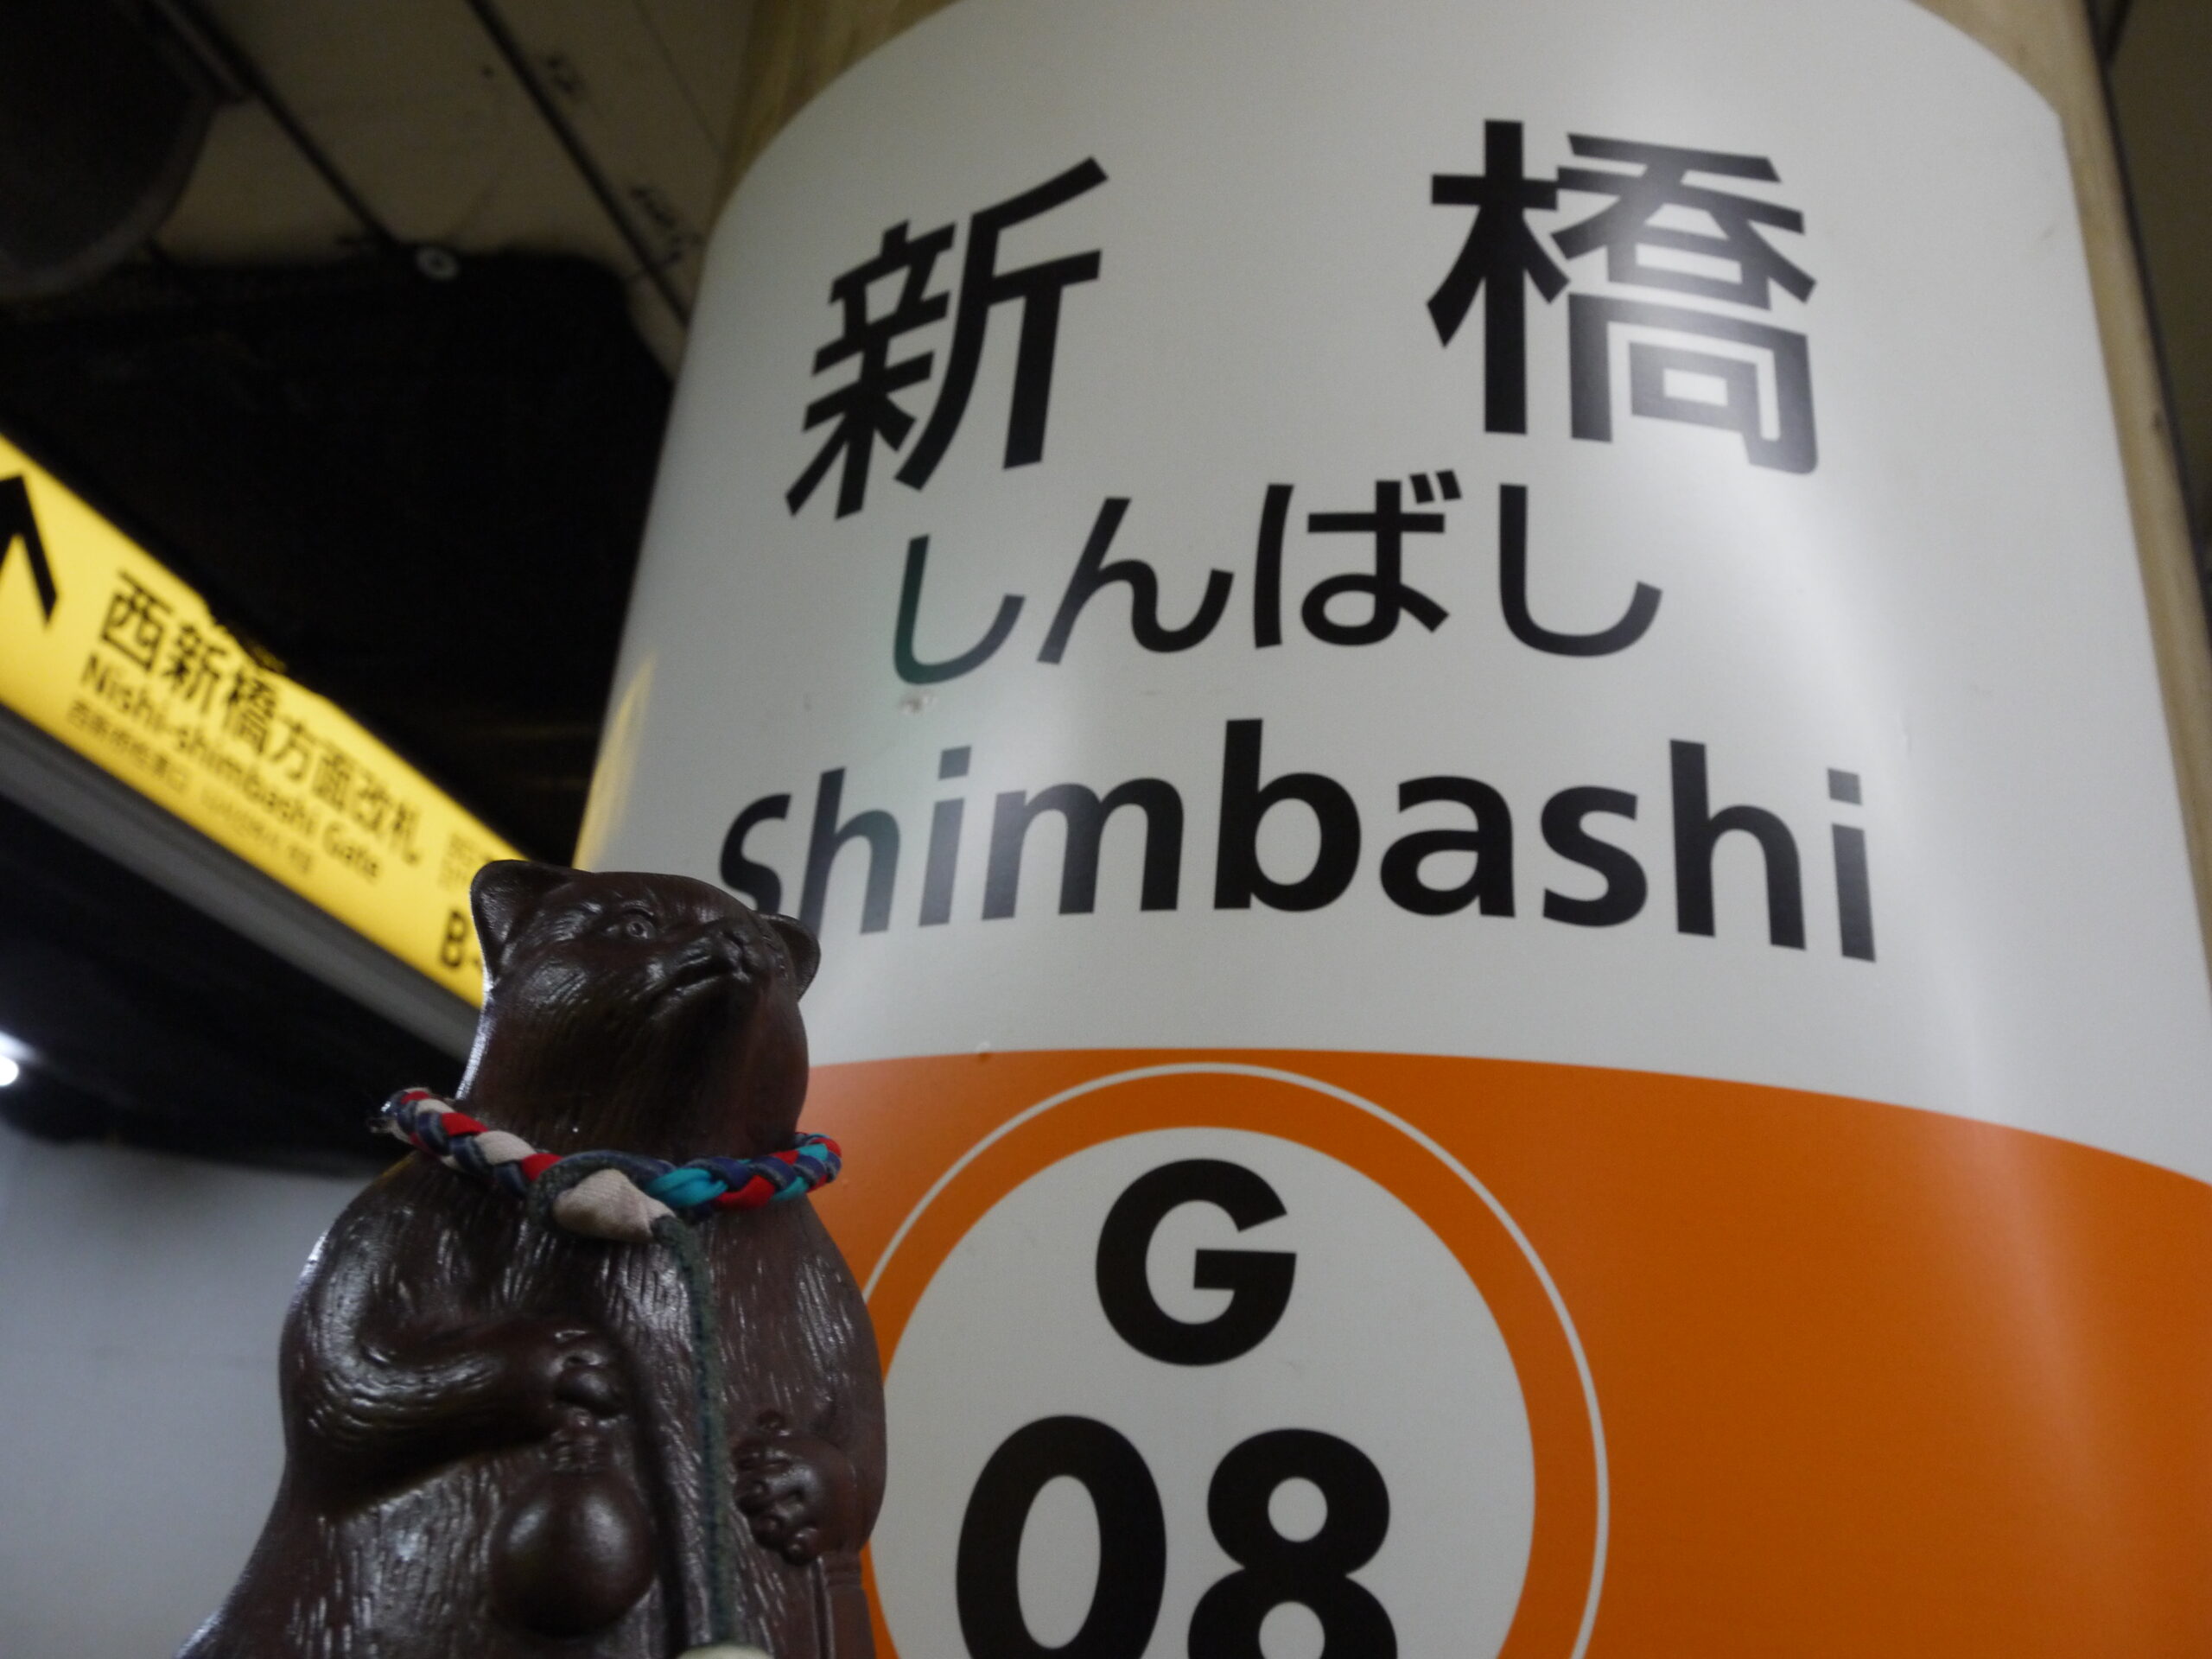 新橋
しんばし
Shimbashi
G
08
西新橋方面改札
Nishi-shimbashi Gate
B